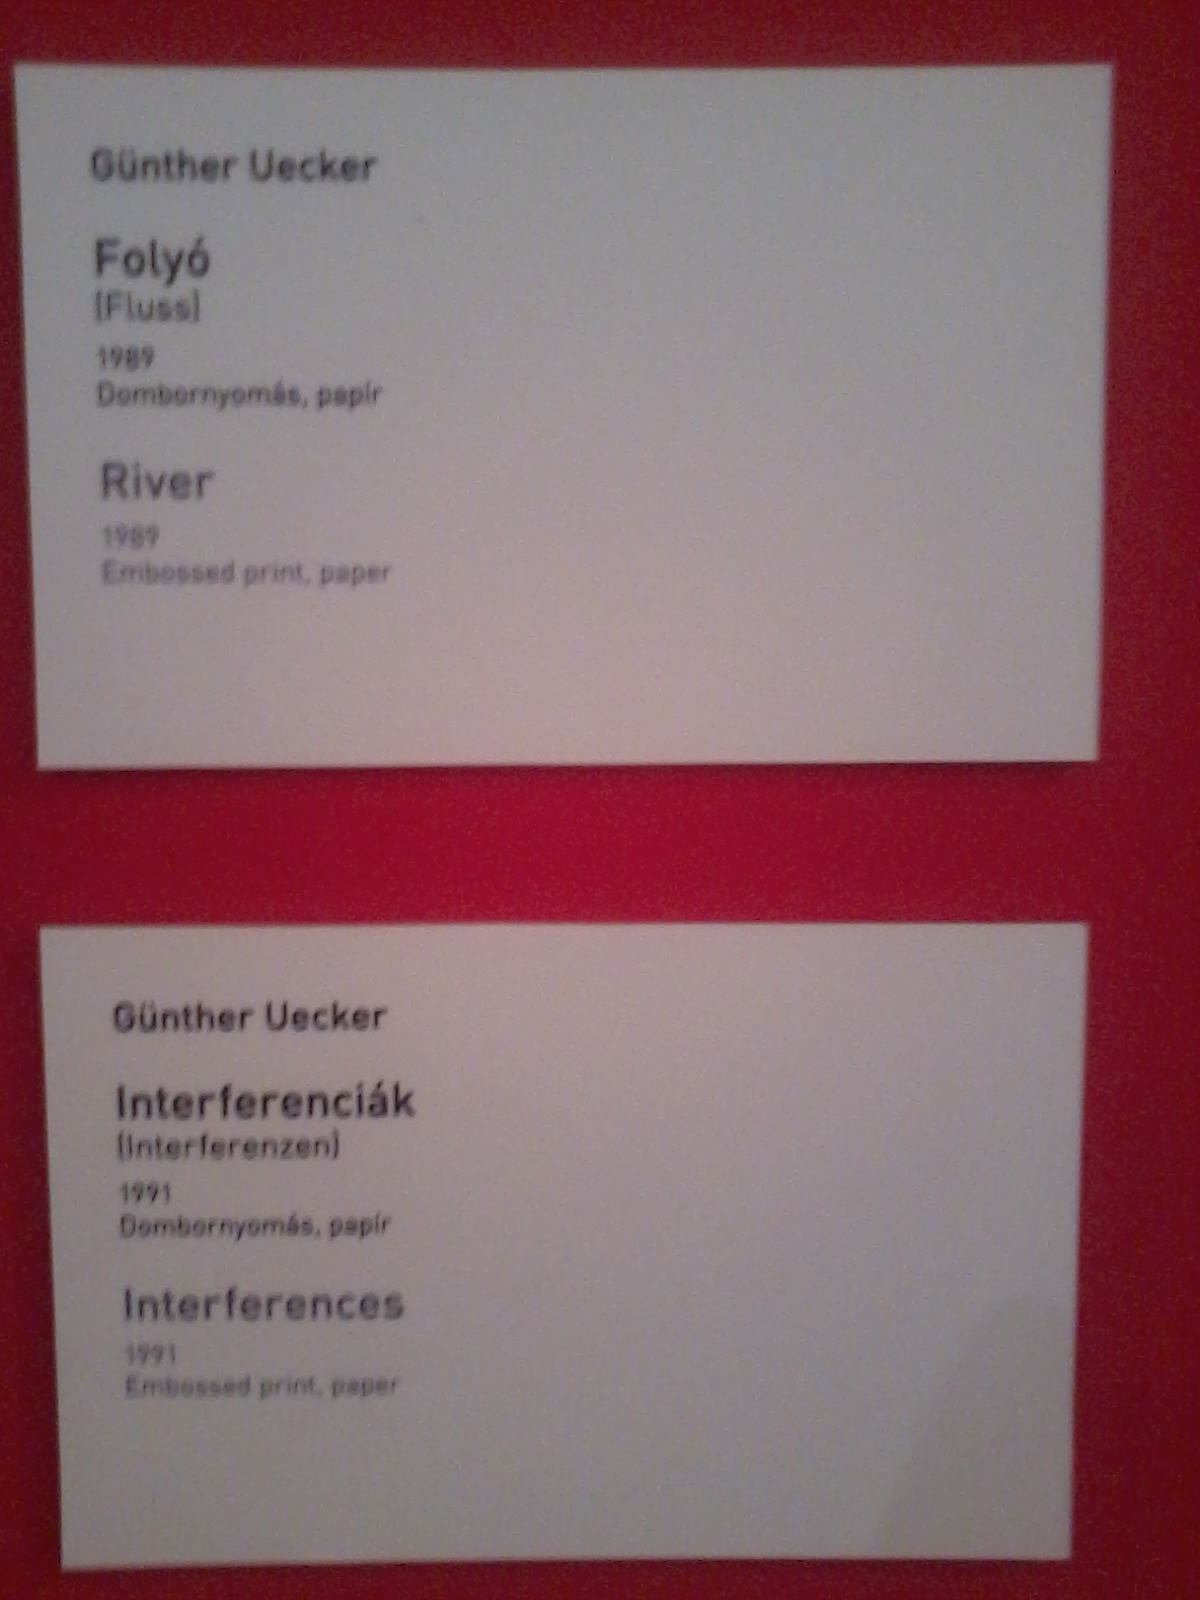 Günther Uecker
Folyó
(Fluss)
1989
Dombornyomás, papír
River
1989
Embossed print, paper
Günther Uecker
Interferenciák
(Interferenzen)
1991
Dombornyomás, papír
Interferences
1991
Embossed print, paper